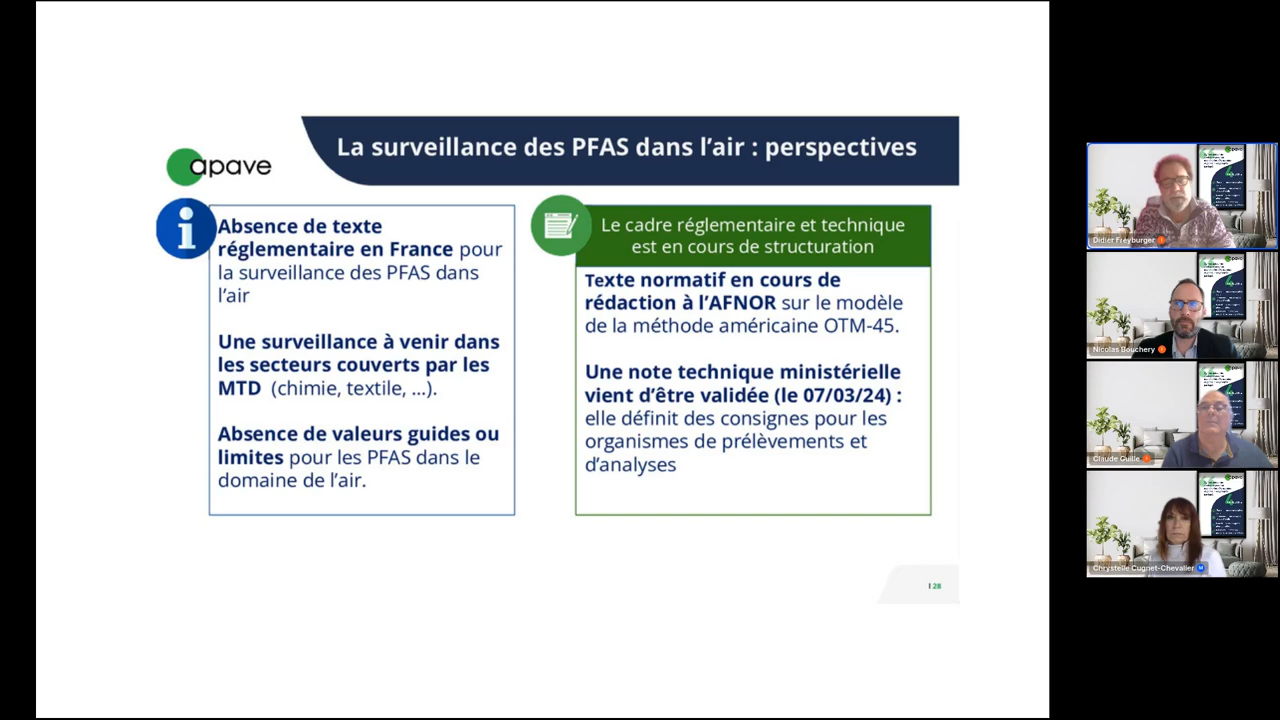 La surveillance des PFAS dans l’air : perspectives
apave
Absence de texte
réglementaire en France pour
la surveillance des PFAS dans
l’air
Une surveillance à venir dans
les secteurs couverts par les
MTD (chimie, textile, …).
Absence de valeurs guides ou
limites pour les PFAS dans le
domaine de l’air.
Le cadre réglementaire et technique
est en cours de structuration
Texte normatif en cours de
rédaction à l’AFNOR sur le modèle
de la méthode américaine OTM-45.
Une note technique ministérielle
vient d’être validée (le 07/03/24) :
elle définit des consignes pour les
organismes de prélèvements et
d’analyses
I 28
Didier Freyburger
Nicolas Bouchery
Claude Guille
Chrystelle Cugnet-Chevalier